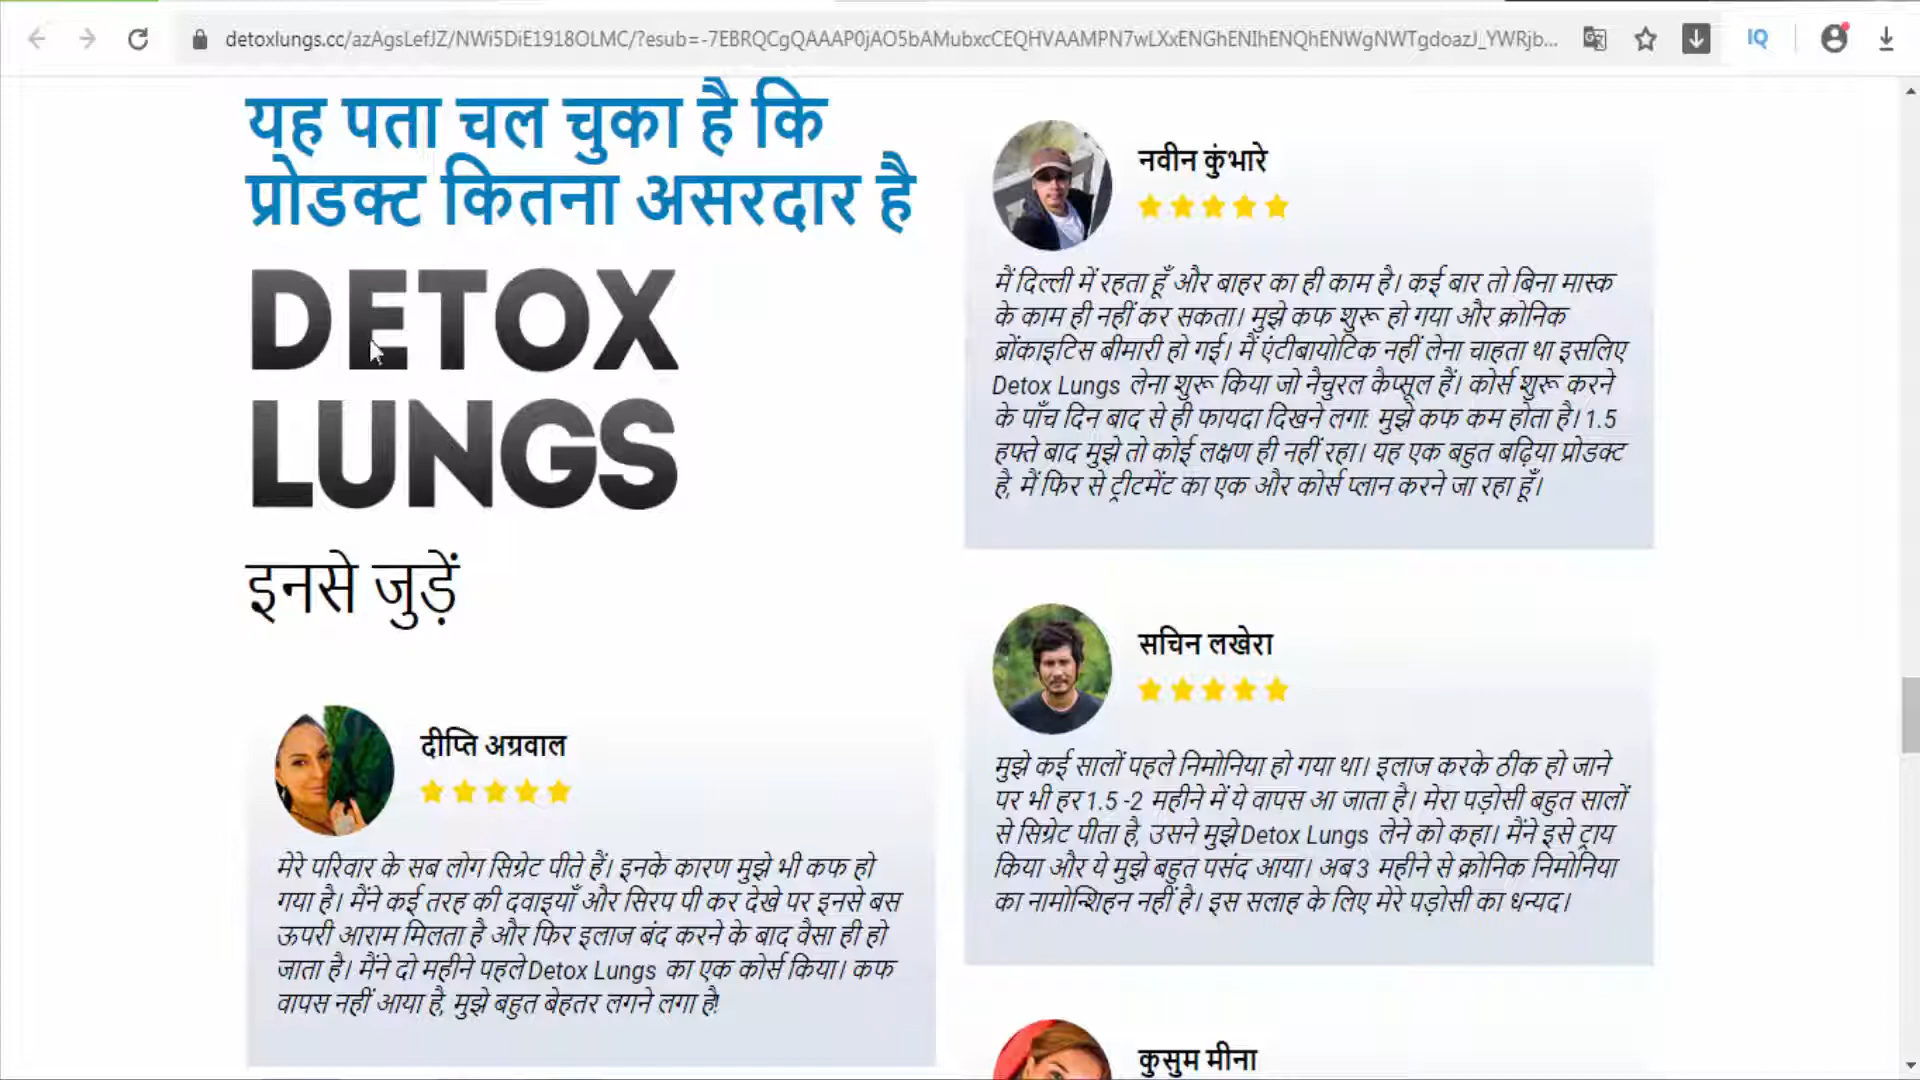 detoxlungs.cc/azAgsLefJZ/NWi5DiE1918OLMC/?esub=-7EBRQCgQAAAP0jAO5bAMubxcCEQHVAAMPN7wLXxENGhENIhENQhENWgNWTgdoazJ_YWRjb...
IQ
यह पता चल चुका है कि
प्रोडक्ट कितना असरदार है
DETOX
LUNGS
इनसे जुड़ें
दीप्ति अग्रवाल
मेरे परिवार के सब लोग सिग्रेट पीते हैं। इनके कारण मुझे भी कफ हो
गया है। मैंने कई तरह की दवाइयाँ और सिरप पी कर देखे पर इनसे बस
ऊपरी आराम मिलता है और फिर इलाज बंद करने के बाद वैसा ही हो
जाता है। मैंने दो महीने पहले Detox Lungs का एक कोर्स किया। कफ
वापस नहीं आया है, मुझे बहुत बेहतर लगने लगा है!
नवीन कुंभारे
मैं दिल्ली में रहता हूँ और बाहर का ही काम है। कई बार तो बिना मास्क
के काम ही नहीं कर सकता। मुझे कफ शुरू हो गया और क्रोनिक
ब्रोंकाइटिस बीमारी हो गई। मैं एंटीबायोटिक नहीं लेना चाहता था इसलिए
Detox Lungs लेना शुरू किया जो नैचुरल कैप्सूल हैं। कोर्स शुरू करने
के पाँच दिन बाद से ही फायदा दिखने लगा: मुझे कफ कम होता है। 1.5
हफ्ते बाद मुझे तो कोई लक्षण ही नहीं रहा। यह एक बहुत बढ़िया प्रोडक्ट
है, मैं फिर से ट्रीटमेंट का एक और कोर्स प्लान करने जा रहा हूँ।
सचिन लखेरा
मुझे कई सालों पहले निमोनिया हो गया था। इलाज करके ठीक हो जाने
पर भी हर 1.5 -2 महीने में ये वापस आ जाता है। मेरा पड़ोसी बहुत सालों
से सिग्रेट पीता है, उसने मुझे Detox Lungs लेने को कहा। मैंने इसे ट्राय
किया और ये मुझे बहुत पसंद आया। अब 3 महीने से क्रोनिक निमोनिया
का नामोन्शिहन नहीं है। इस सलाह के लिए मेरे पड़ोसी का धन्यद।
कुसुम मीना